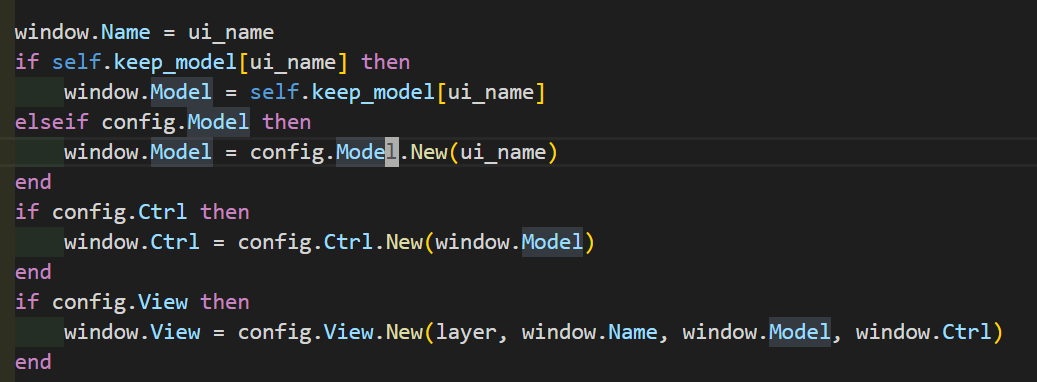 window.Name = ui_name
if self.keep_model[ui_name] then
    window.Model = self.keep_model[ui_name]
elseif config.Model then
    window.Model = config.Model.New(ui_name)
end
if config.Ctrl then
    window.Ctrl = config.Ctrl.New(window.Model)
end
if config.View then
    window.View = config.View.New(layer, window.Name, window.Model, window.Ctrl)
end